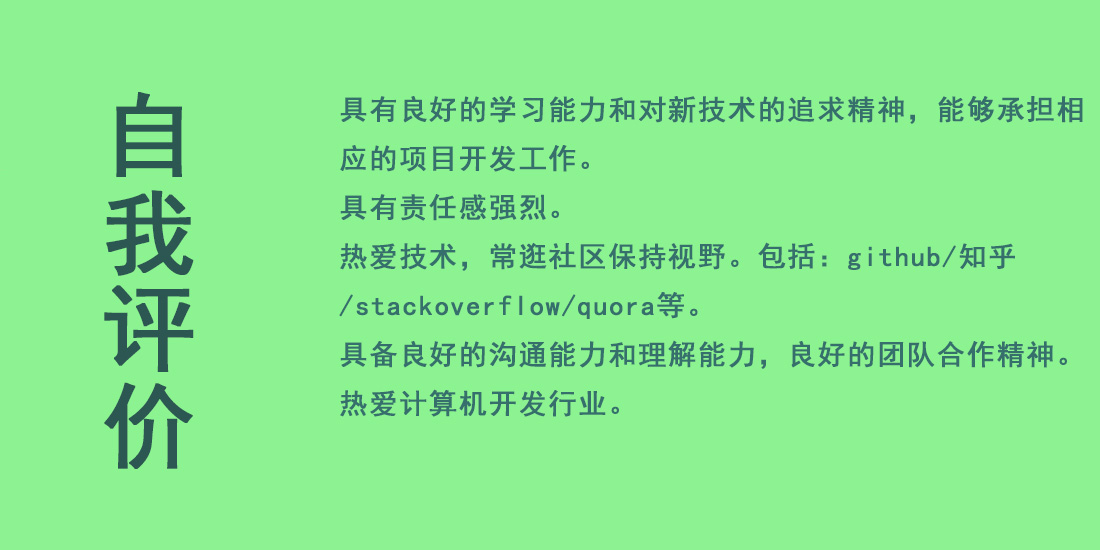 自我评价
具有良好的学习能力和对新技术的追求精神，能够承担相
应的项目开发工作。
具有责任感强烈。
热爱技术，常逛社区保持视野。包括：github/知乎
/stackoverflow/quora等。
具备良好的沟通能力和理解能力，良好的团队合作精神。
热爱计算机开发行业。